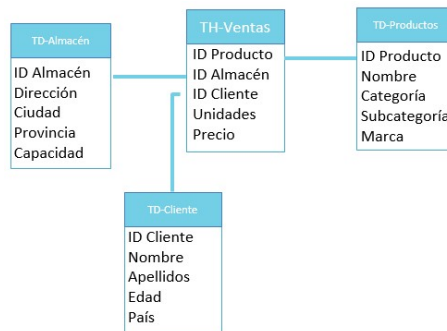 TD-Almacén
ID Almacén
Dirección
Ciudad
Provincia
Capacidad
TH-Ventas
ID Producto
ID Almacén
ID Cliente
Unidades
Precio
TD-Productos
ID Producto
Nombre
Categoría
Subcategoría
Marca
TD-Cliente
ID Cliente
Nombre
Apellidos
Edad
País